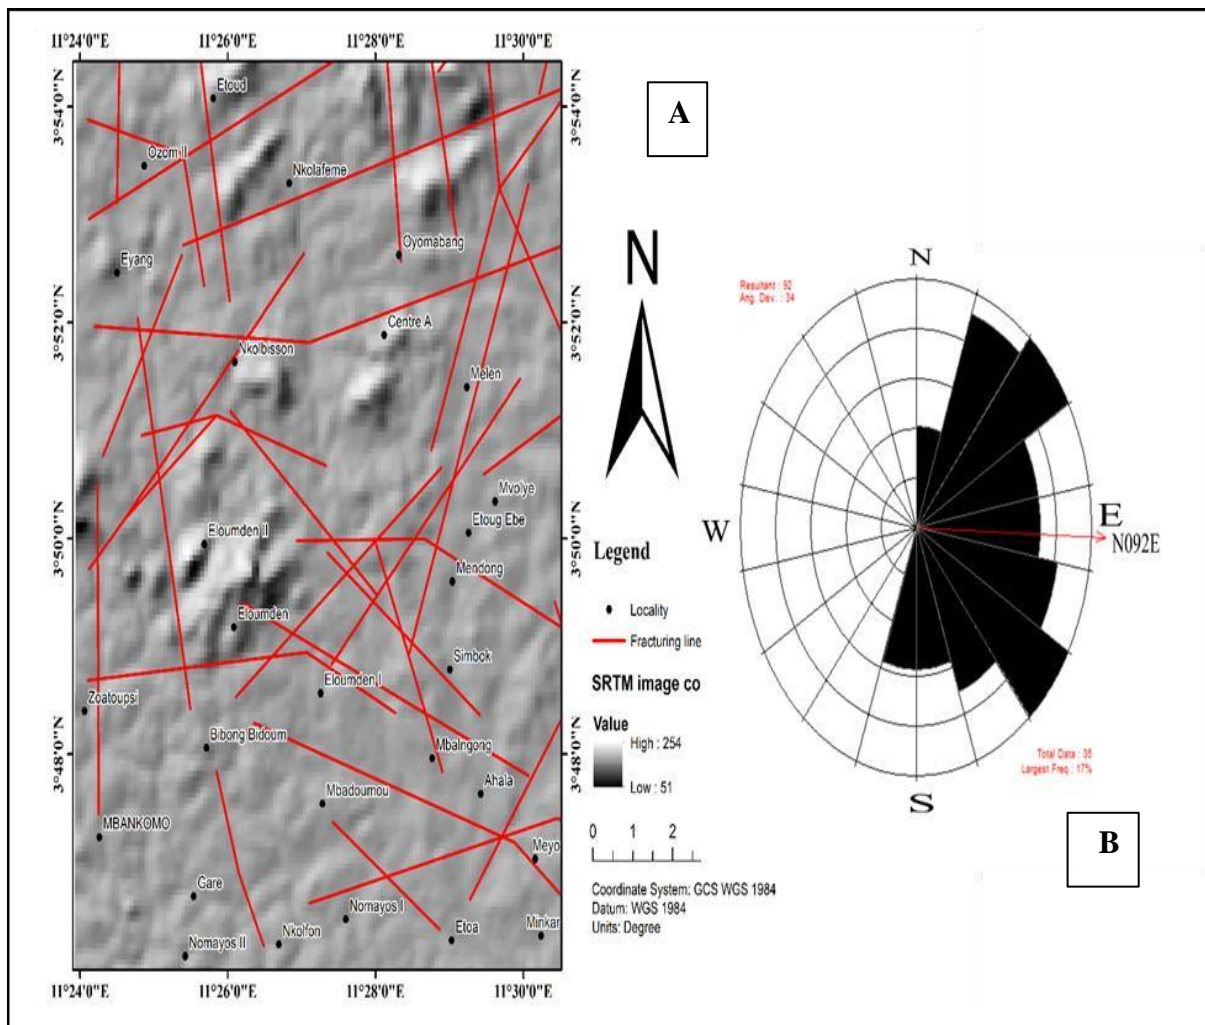 11°24'0"E 11°26'0"E 11°28'0"E 11°30'0"E
3°54'0"N
3°52'0"N
3°50'0"N
3°48'0"N
3°54'0"N
3°52'0"N
3°50'0"N
3°48'0"N
Etoud
Ozom II
Nkolafeme
Oyomabang
Eyang
Centre A
Nkolbisson
Melen
Mvolye
Etoug Ebe
Eloumden II
Mendong
Eloumden
Simbok
Eloumden I
Zoatoupsi
Bibong Bidoum
Mbalngong
Ahala
Mbadoumou
MBANKOMO
Meyo
Gare
Nomayos I
Nkolfon
Etoa
Minkan
Nomayos II
11°24'0"E 11°26'0"E 11°28'0"E 11°30'0"E
A
N
Legend
Locality
Fracturing line
SRTM image co
Value
High : 254
Low : 51
0 1 2
Coordinate System: GCS WGS 1984
Datum: WGS 1984
Units: Degree
Resultant : 92
Ang. Dev. : 34
N
W
E
N092E
S
Total Data : 35
Largest Freq : 17%
B